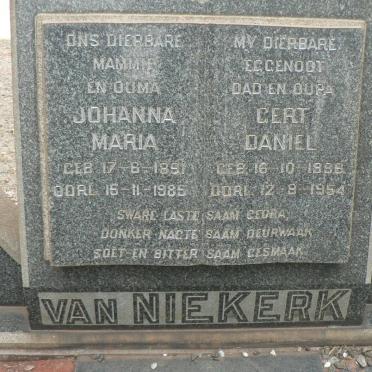 ONS DIERBARE
MAMMIE
EN OUMA
JOHANNA
MARIA
GEB. 17-6-1891
OORL. 16-11-1985
MY DIERBARE
EGGENOOT
DAD EN OUPA
GERT
DANIEL
GEB. 16-10-1886
OORL. 12-8-1954
SWARE LASTE SAAM GEDRA,
DONKER NAGTE SAAM DEURWAAK
SOET EN BITTER SAAM GESMAAK
VAN NIEKERK